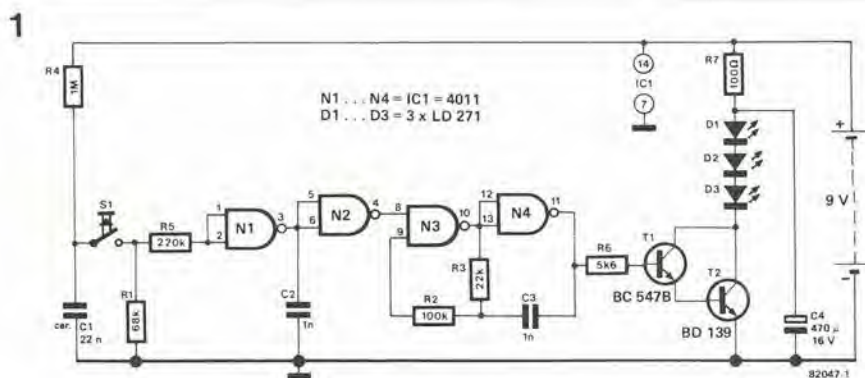 1
R4
1M
N1 . . . N4 = IC1 = 4011
D1 . . . D3 = 3 x LD 271
14
IC1
7
R7
100Ω
D1
D2
D3
+
9 V
−
S1
R5
220k
1
2
N1
3
5
6
N2
4
8
9
N3
10
12
13
N4
11
R3
22k
R6
5k6
T1
BC 547B
T2
BD 139
car.
C1
22 n
R1
68k
C2
1n
R2
100k
C3
1n
C4
470 µ
16 V
82047-1